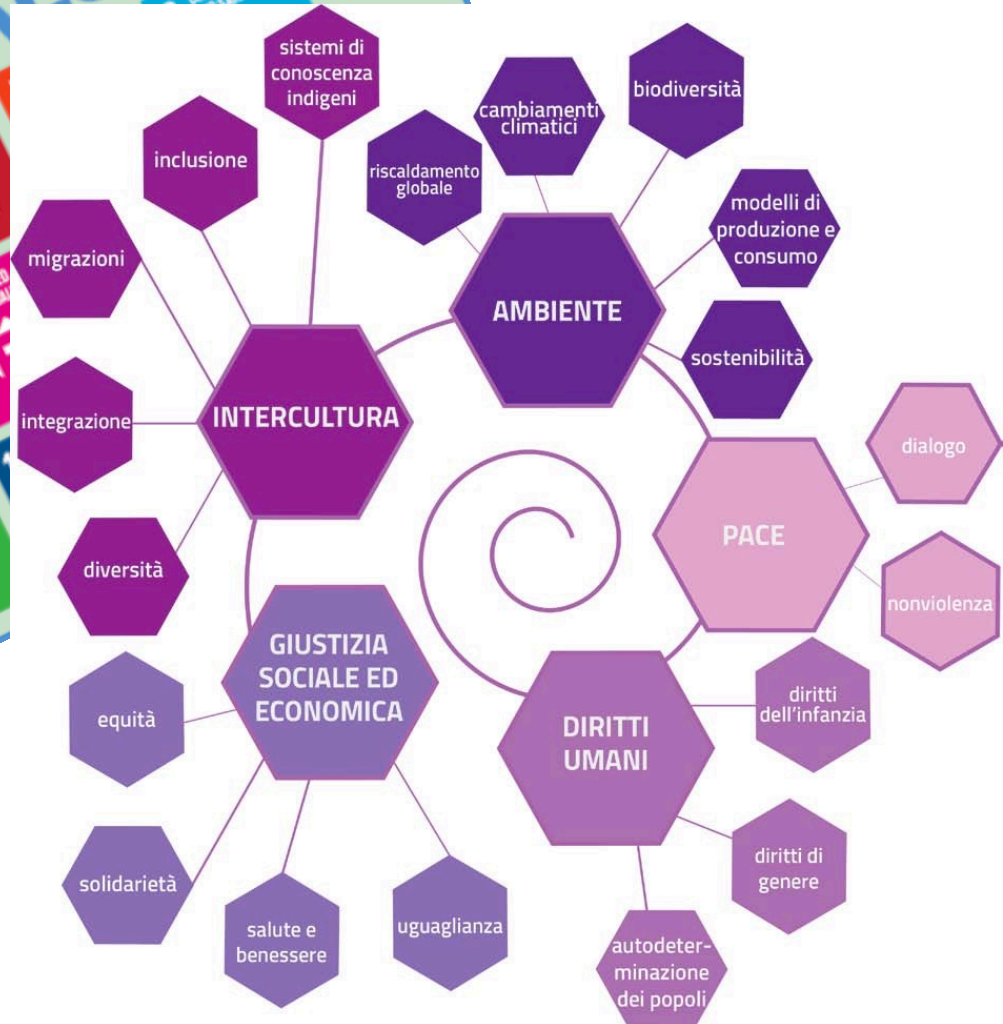 sistemi di
conoscenza
indigeni
inclusione
migrazioni
integrazione
diversità
INTERCULTURA
riscaldamento
globale
cambiamenti
climatici
biodiversità
modelli di
produzione e
consumo
sostenibilità
AMBIENTE
PACE
dialogo
nonviolenza
GIUSTIZIA
SOCIALE ED
ECONOMICA
equità
solidarietà
salute e
benessere
uguaglianza
DIRITTI
UMANI
diritti
dell'infanzia
diritti di
genere
autodeter-
minazione
dei popoli